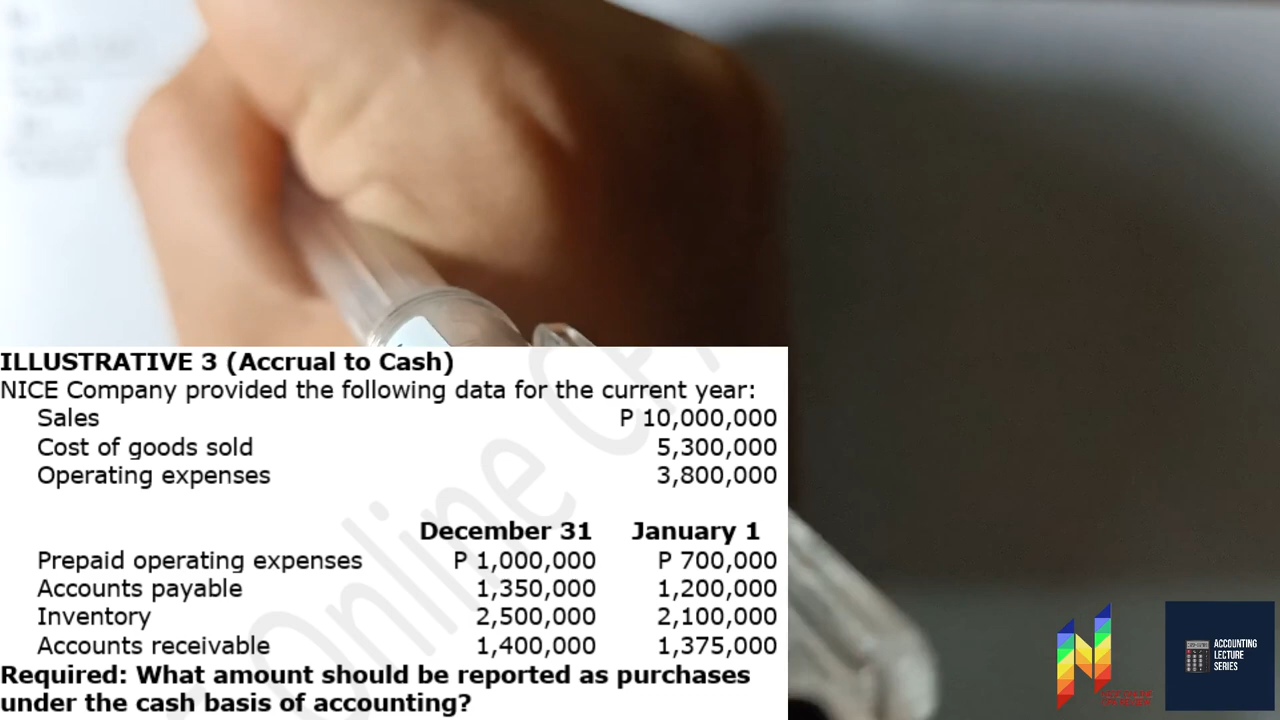 ILLUSTRATIVE 3 (Accrual to Cash)
NICE Company provided the following data for the current year:
Sales P 10,000,000
Cost of goods sold 5,300,000
Operating expenses 3,800,000
December 31 January 1
Prepaid operating expenses P 1,000,000 P 700,000
Accounts payable 1,350,000 1,200,000
Inventory 2,500,000 2,100,000
Accounts receivable 1,400,000 1,375,000
Required: What amount should be reported as purchases
under the cash basis of accounting?
Online
ACCOUNTING
LECTURE
SERIES